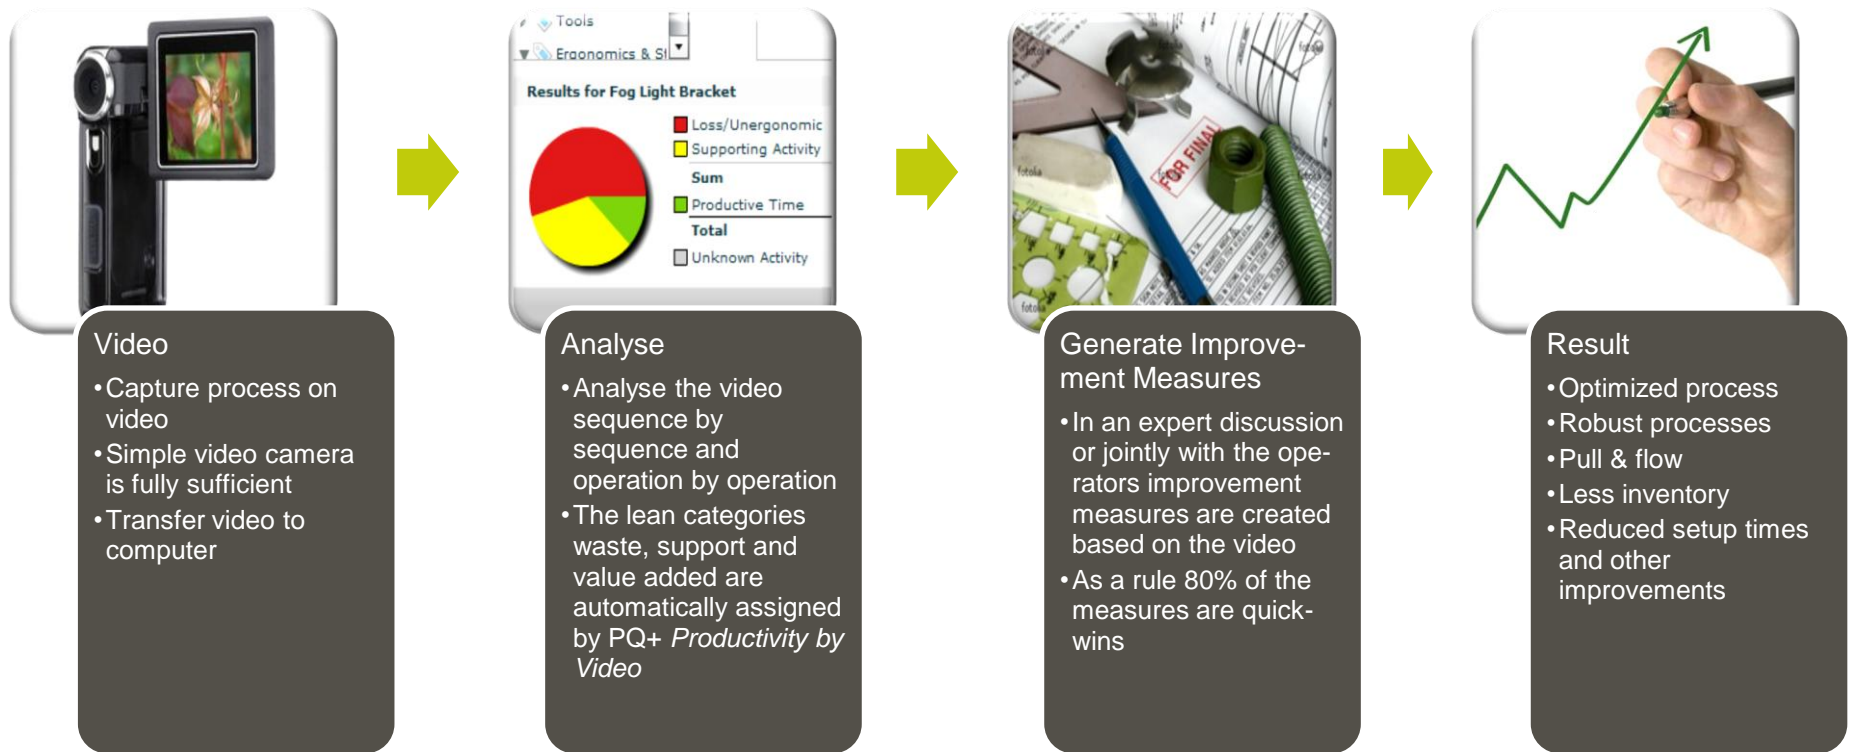 Tools
Ergonomics & St
Results for Fog Light Bracket
Loss/Unergonomic
Supporting Activity
Sum
Productive Time
Total
Unknown Activity
fotolia
fotolia
FOR FINAL
fotolia
fotolia
Video
•Capture process on
video
•Simple video camera
is fully sufficient
•Transfer video to
computer
Analyse
•Analyse the video
sequence by
sequence and
operation by operation
•The lean categories
waste, support and
value added are
automatically assigned
by PQ+ Productivity by
Video
Generate Improve-
ment Measures
•In an expert discussion
or jointly with the ope-
rators improvement
measures are created
based on the video
•As a rule 80% of the
measures are quick-
wins
Result
•Optimized process
•Robust processes
•Pull & flow
•Less inventory
•Reduced setup times
and other
improvements